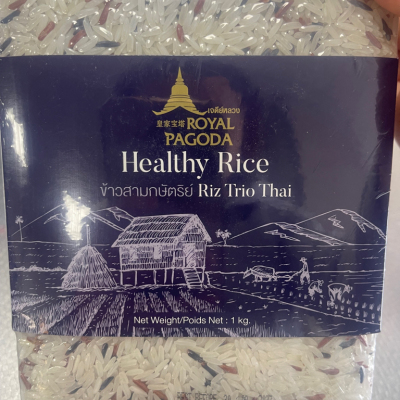 เจดีย์หลวง
皇家宝塔 ROYAL
PAGODA
Healthy Rice
ข้าวสามกษัตริย์ Riz Trio Thai
Net Weight/Poids Net : 1 kg.